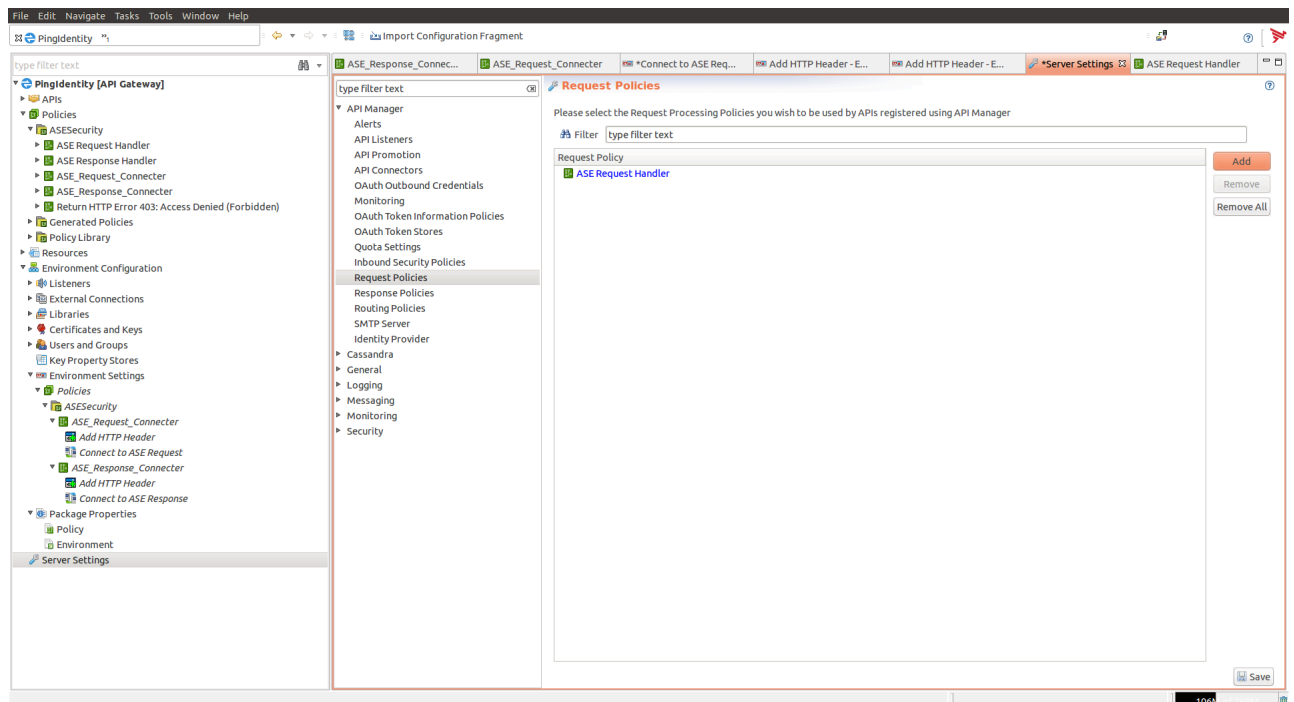 File Edit Navigate Tasks Tools Window Help
PingIdentity "1
Import Configuration Fragment
type filter text
PingIdentity [API Gateway]
APIs
Policies
ASESecurity
ASE Request Handler
ASE Response Handler
ASE_Request_Connecter
ASE_Response_Connecter
Return HTTP Error 403: Access Denied (Forbidden)
Generated Policies
Policy Library
Resources
Environment Configuration
Listeners
External Connections
Libraries
Certificates and Keys
Users and Groups
Key Property Stores
Environment Settings
Policies
ASESecurity
ASE_Request_Connecter
Add HTTP Header
Connect to ASE Request
ASE_Response_Connecter
Add HTTP Header
Connect to ASE Response
Package Properties
Policy
Environment
Server Settings
ASE_Response_Connec... ASE_Request_Connecter *Connect to ASE Req... Add HTTP Header - E... Add HTTP Header - E... *Server Settings ASE Request Handler
type filter text
API Manager
Alerts
API Listeners
API Promotion
API Connectors
OAuth Outbound Credentials
Monitoring
OAuth Token Information Policies
OAuth Token Stores
Quota Settings
Inbound Security Policies
Request Policies
Response Policies
Routing Policies
SMTP Server
Identity Provider
Cassandra
General
Logging
Messaging
Monitoring
Security
Request Policies
Please select the Request Processing Policies you wish to be used by APIs registered using API Manager
Filter type filter text
Request Policy
ASE Request Handler
Add
Remove
Remove All
Save